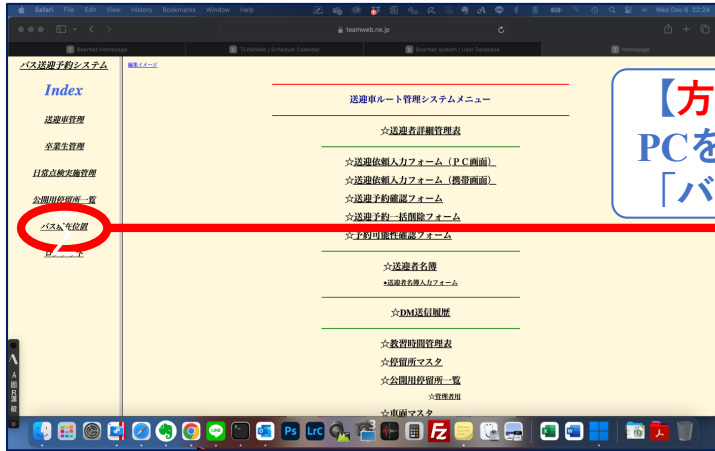 Safari File Edit View History Bookmarks Window Help
Wed Dec 6 22:24
teamweb.ne.jp
BearNet Homepage
TEAMWeb / Schedule Calendar
BearNet system / User Database
Homepage
バス送迎予約システム
編集イメージ
Index
送迎車管理
卒業生管理
日常点検実施管理
公開用停留所一覧
送迎車ルート管理システムメニュー
☆送迎者詳細管理表
☆送迎依頼入力フォーム（ＰＣ画面）
☆送迎依頼入力フォーム（携帯画面）
☆送迎予約確認フォーム
☆送迎予約一括削除フォーム
☆予約可能性確認フォーム
☆送迎者名簿
●送迎者名簿入力フォーム
☆DM送信履歴
☆教習時間管理表
☆停留所マスタ
☆公開用停留所一覧
☆管理者用
☆車両マスタ
【方
PCを
「バ
2
Ps
LrC
LINE